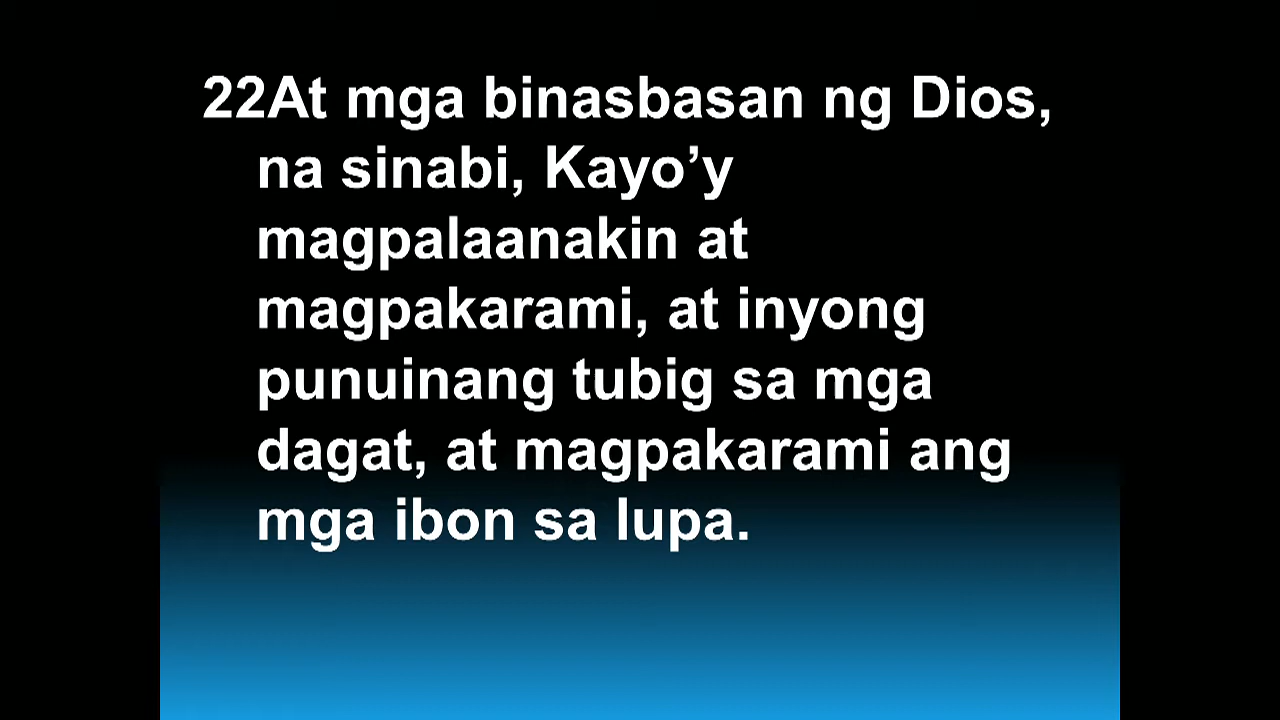 22At mga binasbasan ng Dios,
na sinabi, Kayo’y
magpalaanakin at
magpakarami, at inyong
punuinang tubig sa mga
dagat, at magpakarami ang
mga ibon sa lupa.